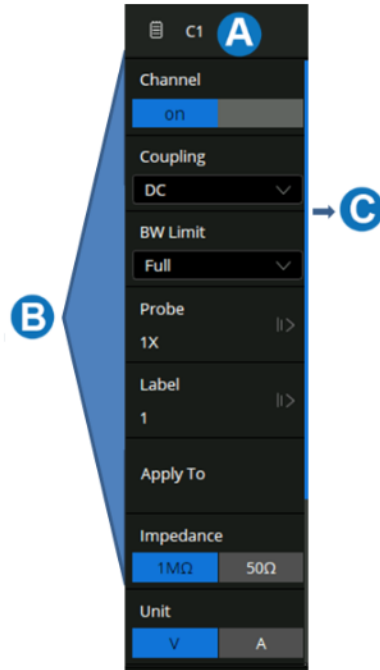 C1 A
Channel
on
Coupling
DC
C
BW Limit
Full
B
Probe
1X
Label
1
Apply To
Impedance
1MΩ 50Ω
Unit
V A